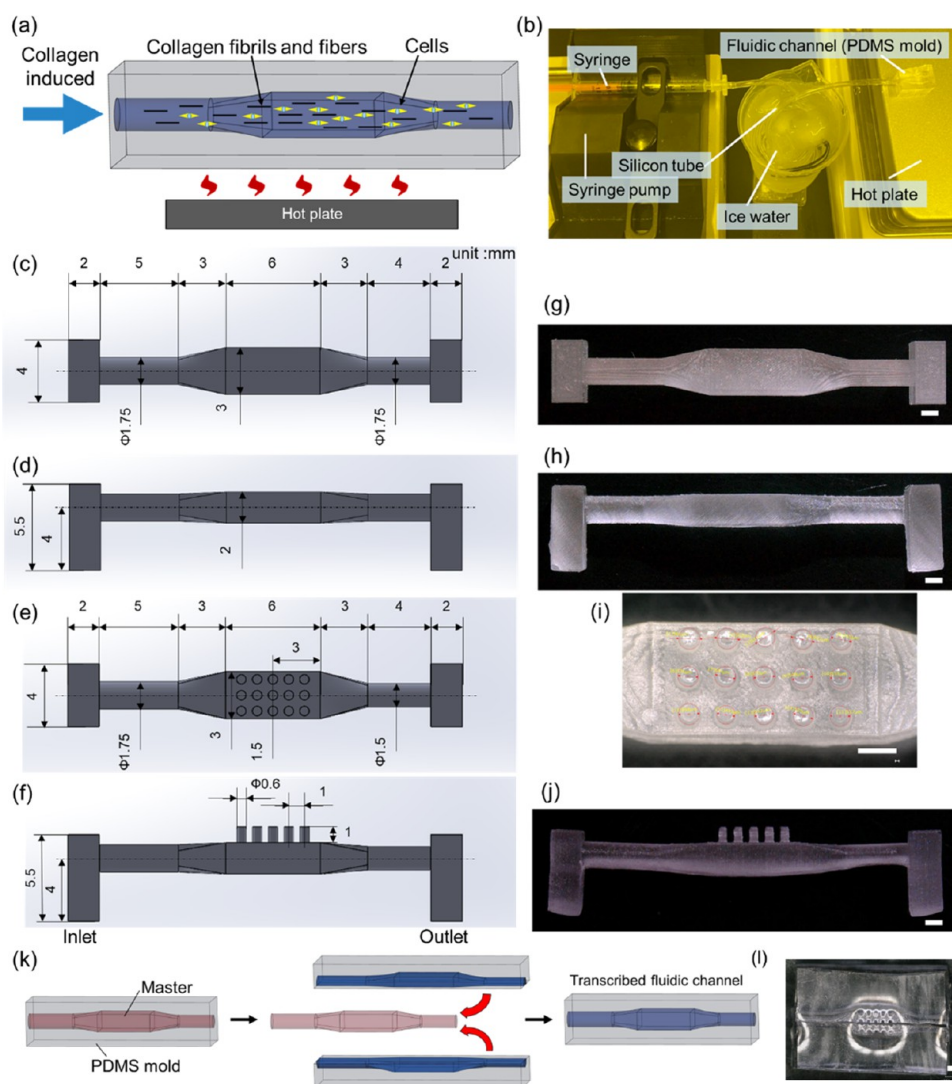 (a)
Collagen induced
Collagen fibrils and fibers
Cells
Hot plate
(b)
Syringe
Fluidic channel (PDMS mold)
Silicon tube
Syringe pump
Ice water
Hot plate
(c)
unit :mm
2 5 3 6 3 4 2
4
Φ1.75
3
Φ1.75
(d)
5.5
4
2
(e)
2 5 3 6 3 4 2
3
4
Φ1.75
3
1.5
Φ1.5
(f)
Φ0.6
1
1
5.5
4
Inlet
Outlet
(g)
(h)
(i)
(j)
(k)
Master
PDMS mold
Transcribed fluidic channel
(l)